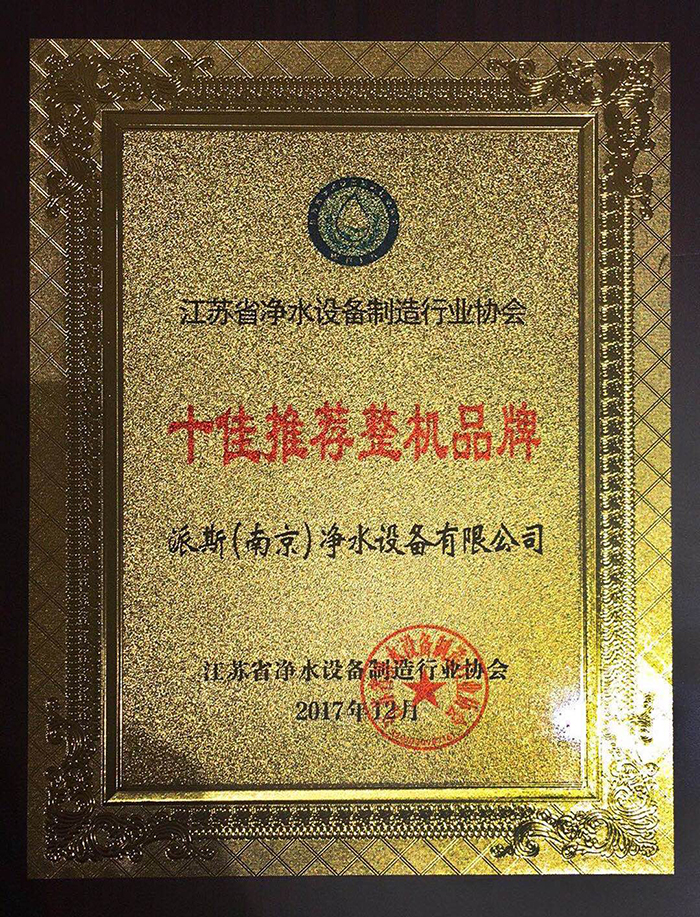 江苏省净水设备制造行业协会
十佳推荐整机品牌
派斯(南京)净水设备有限公司
江苏省净水设备制造行业协会
2017年12月